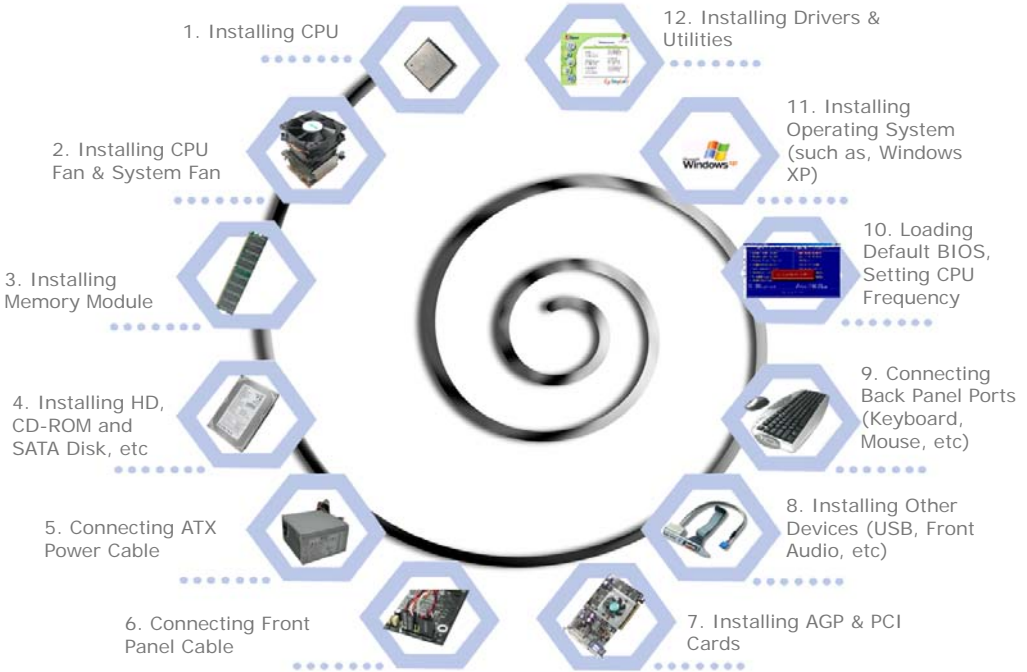 1. Installing CPU
2. Installing CPU
Fan & System Fan
3. Installing
Memory Module
4. Installing HD,
CD-ROM and
SATA Disk, etc
5. Connecting ATX
Power Cable
6. Connecting Front
Panel Cable
7. Installing AGP & PCI
Cards
8. Installing Other
Devices (USB, Front
Audio, etc)
9. Connecting
Back Panel Ports
(Keyboard,
Mouse, etc)
10. Loading
Default BIOS,
Setting CPU
Frequency
11. Installing
Operating System
(such as, Windows
XP)
Windows xp
12. Installing Drivers &
Utilities